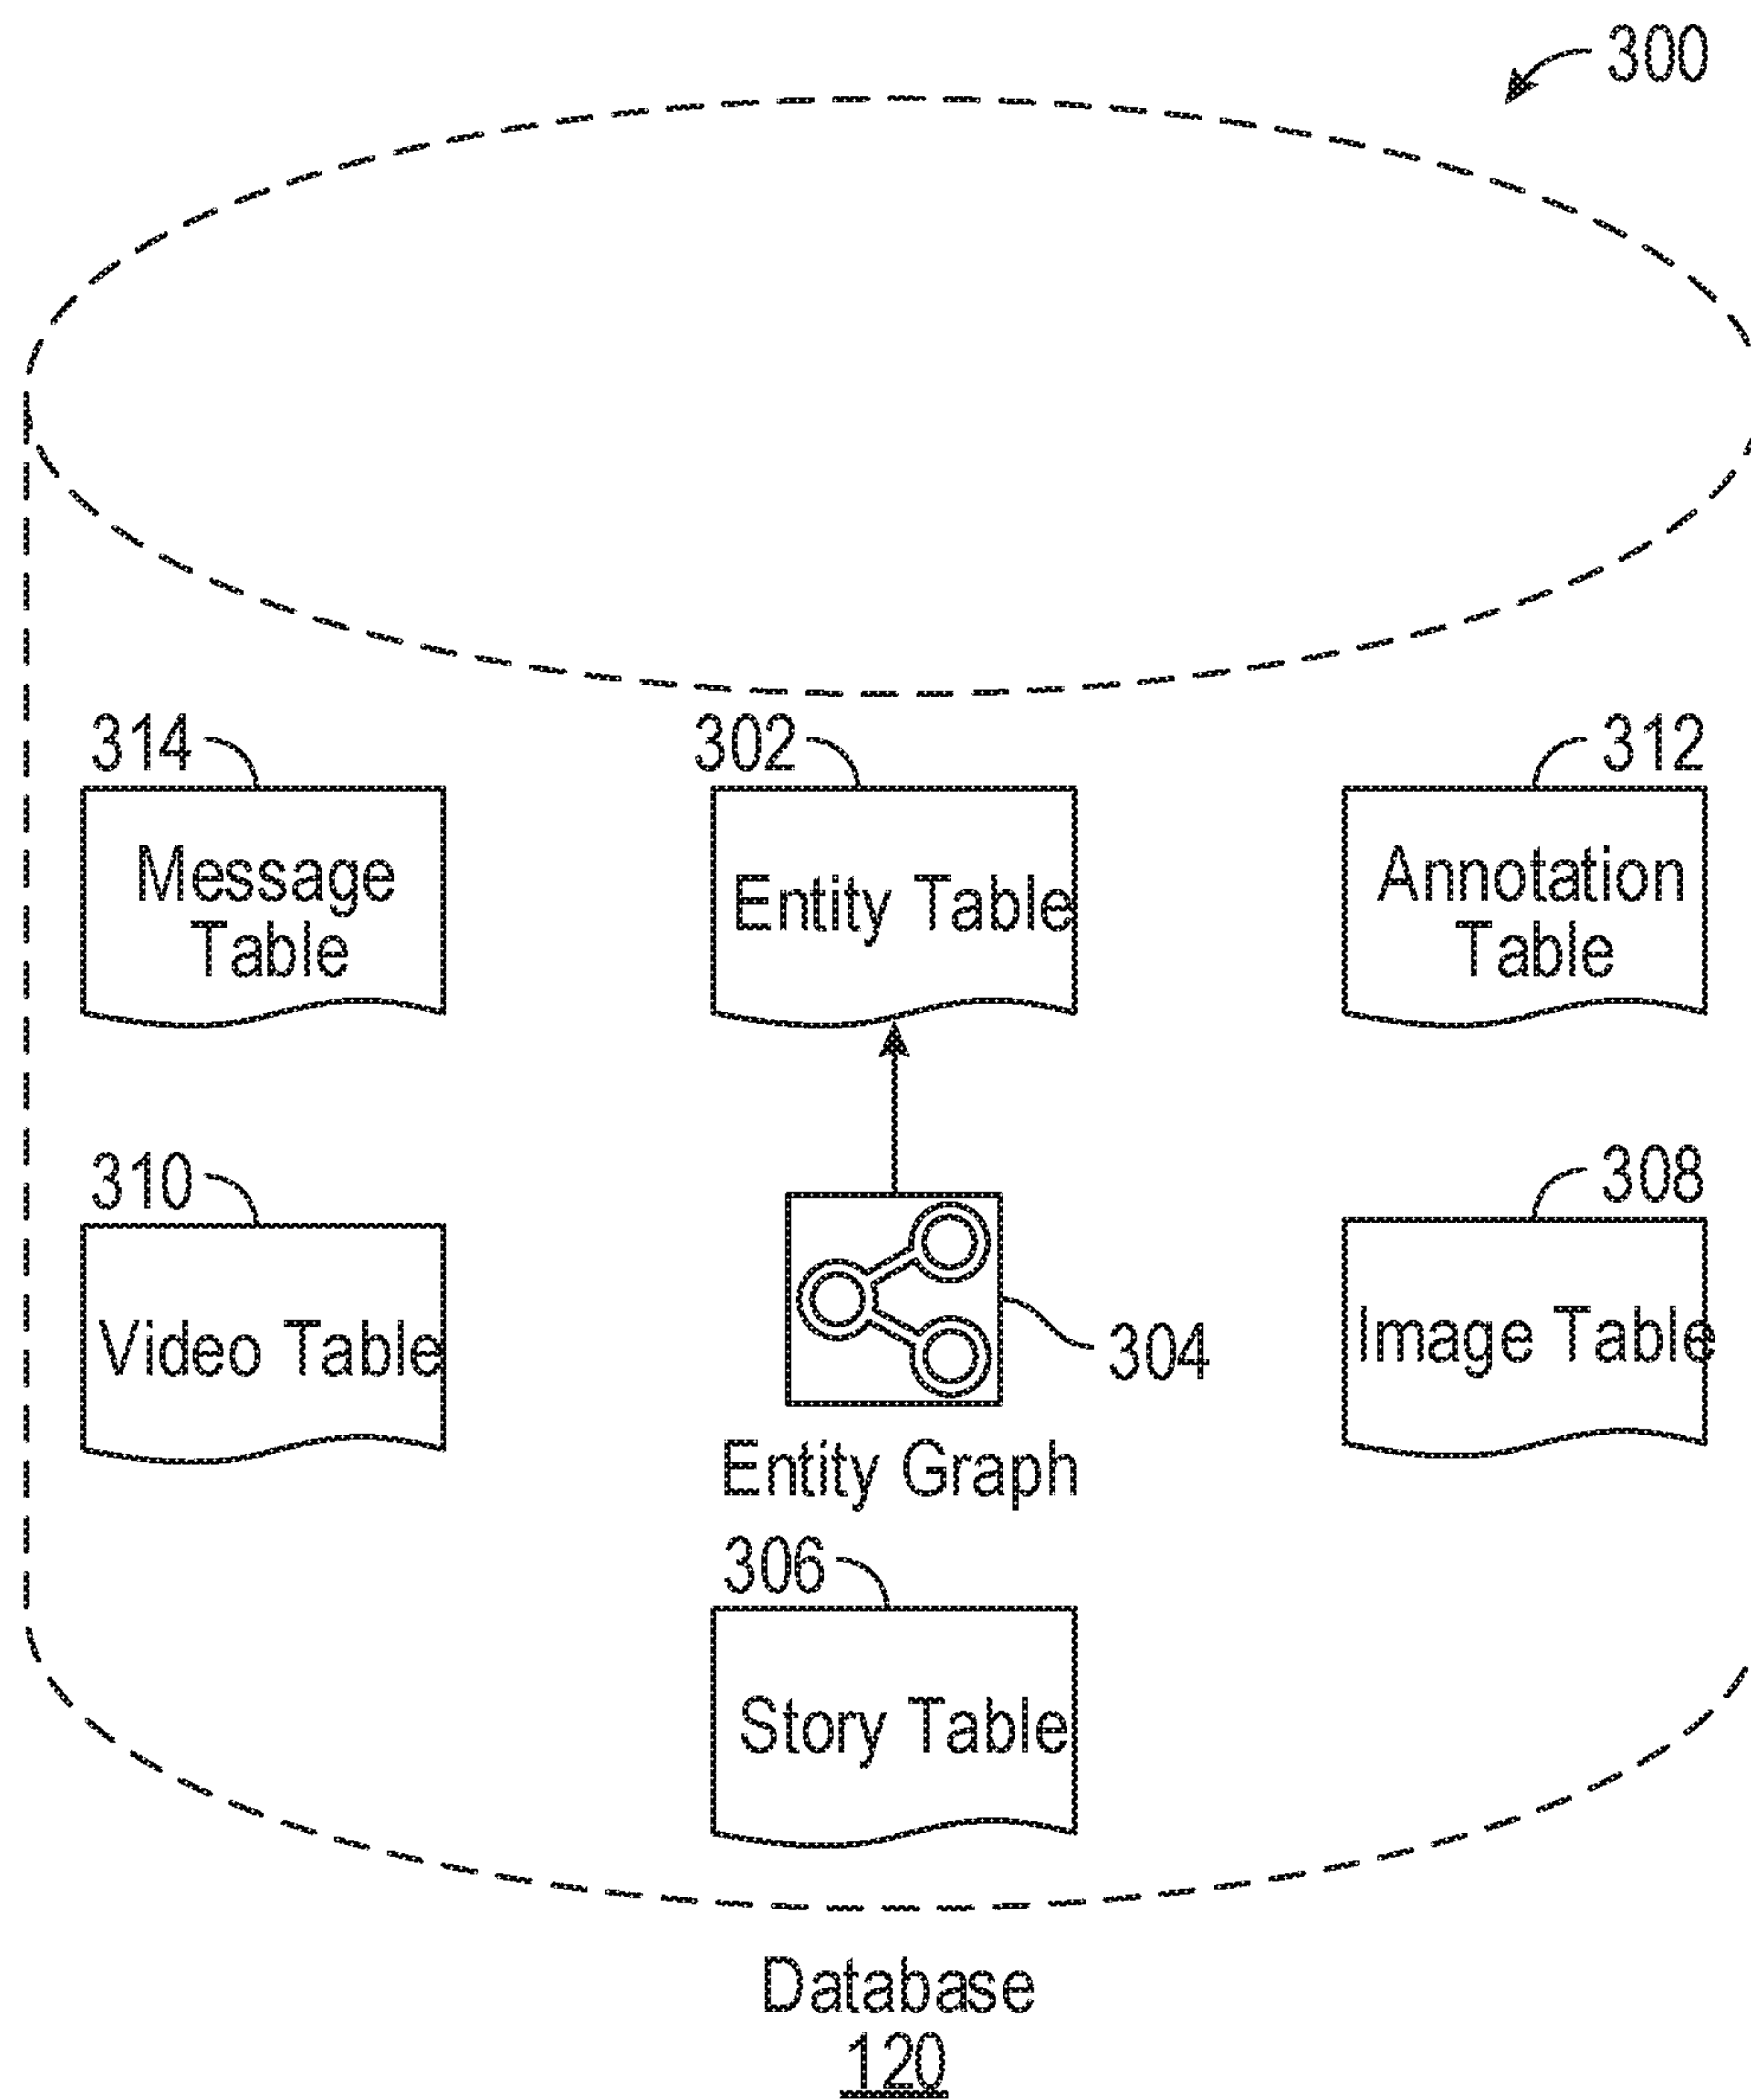 300
314
302
312
Message
Table
Entity Table
Annotation
Table
310
308
Video Table
304
Image Table
Entity Graph
306
Story Table
Database
120